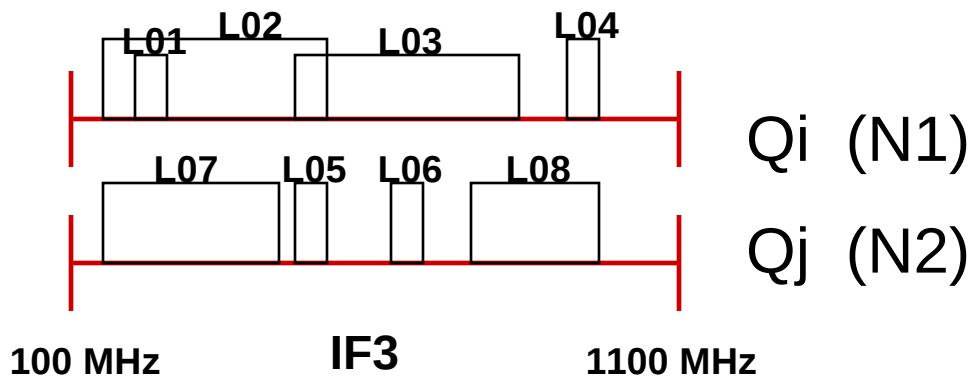 L01 L02 L03 L04
Qi (N1)
L07 L05 L06 L08
Qj (N2)
100 MHz IF3 1100 MHz